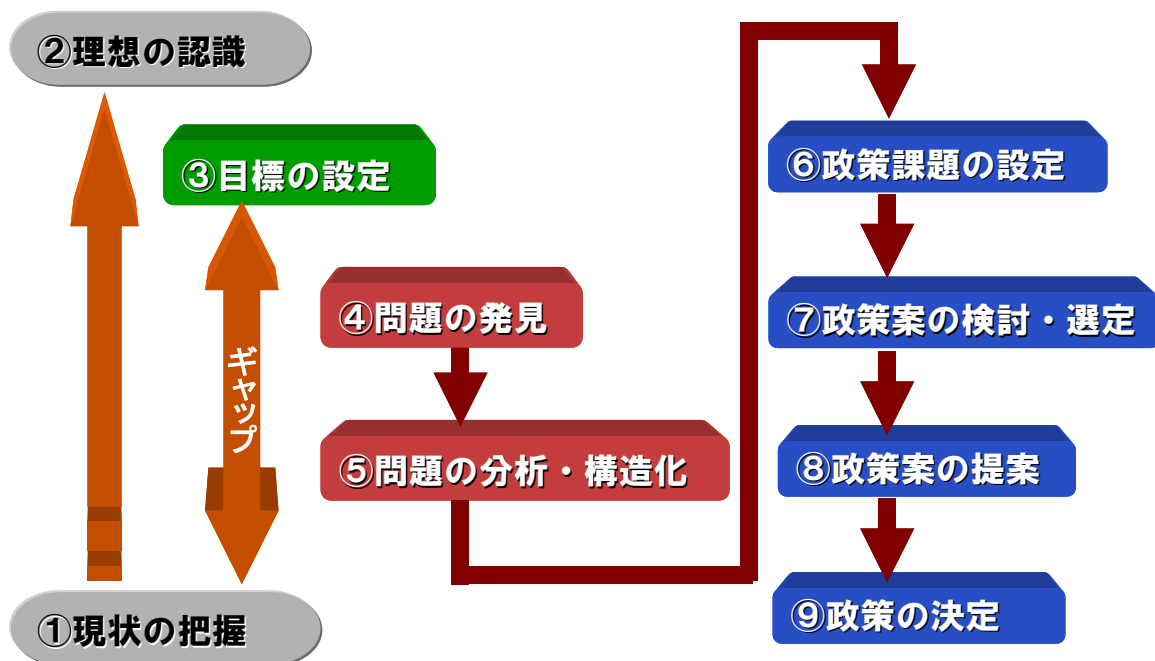 ②理想の認識
③目標の設定
④問題の発見
ギャップ
⑤問題の分析・構造化
①現状の把握
⑥政策課題の設定
⑦政策案の検討・選定
⑧政策案の提案
⑨政策の決定